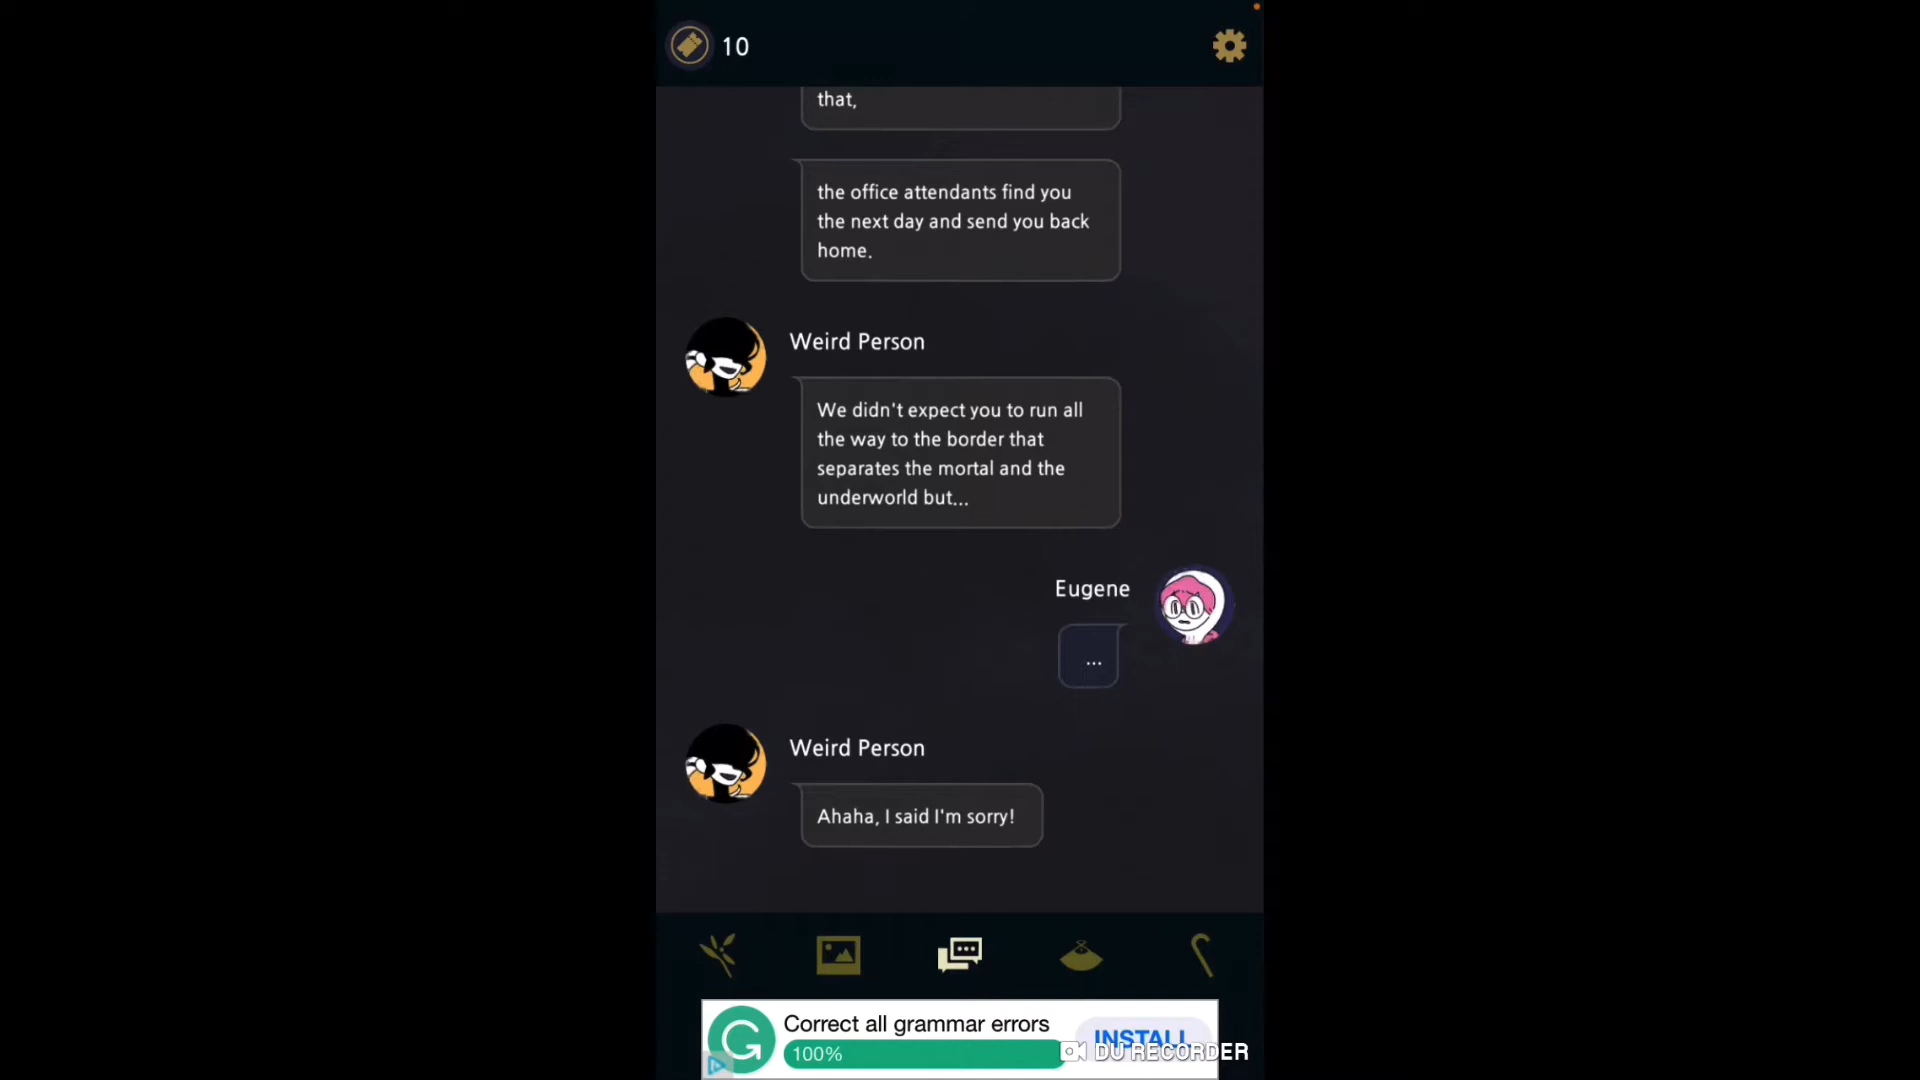 10
that,
the office attendants find you
the next day and send you back
home.
Weird Person
We didn't expect you to run all
the way to the border that
separates the mortal and the
underworld but...
Eugene
...
Weird Person
Ahaha, I said I'm sorry!
Correct all grammar errors
INSTALL
100%
DU RECORDER